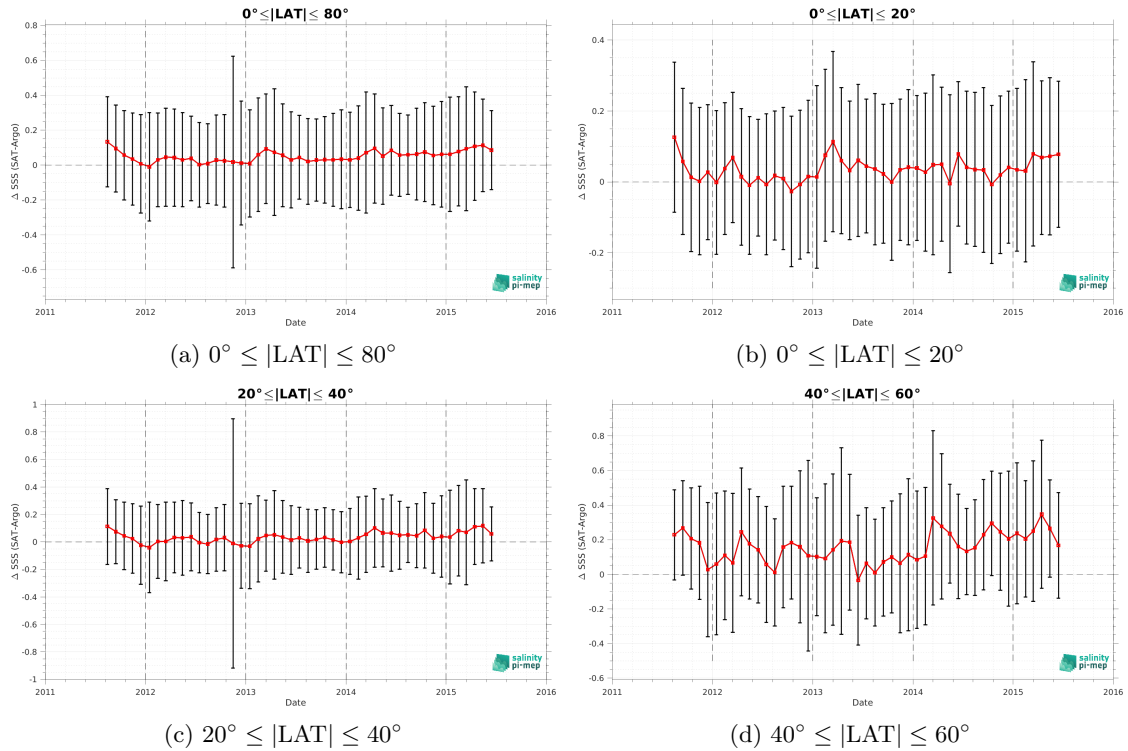 0°≤|LAT|≤ 80°
0.8
0.6
0.4
0.2
0
-0.2
-0.4
-0.6
Δ SSS (SAT-Argo)
salinity
pi-mep
2011 2012 2013 2014 2015 2016
Date
(a) 0° ≤ |LAT| ≤ 80°
0°≤|LAT|≤ 20°
0.4
0.2
0
-0.2
Δ SSS (SAT-Argo)
salinity
pi-mep
2011 2012 2013 2014 2015 2016
Date
(b) 0° ≤ |LAT| ≤ 20°
20°≤|LAT|≤ 40°
1
0.8
0.6
0.4
0.2
0
-0.2
-0.4
-0.6
-0.8
-1
Δ SSS (SAT-Argo)
salinity
pi-mep
2011 2012 2013 2014 2015 2016
Date
(c) 20° ≤ |LAT| ≤ 40°
40°≤|LAT|≤ 60°
0.8
0.6
0.4
0.2
0
-0.2
-0.4
-0.6
Δ SSS (SAT-Argo)
salinity
pi-mep
2011 2012 2013 2014 2015 2016
Date
(d) 40° ≤ |LAT| ≤ 60°